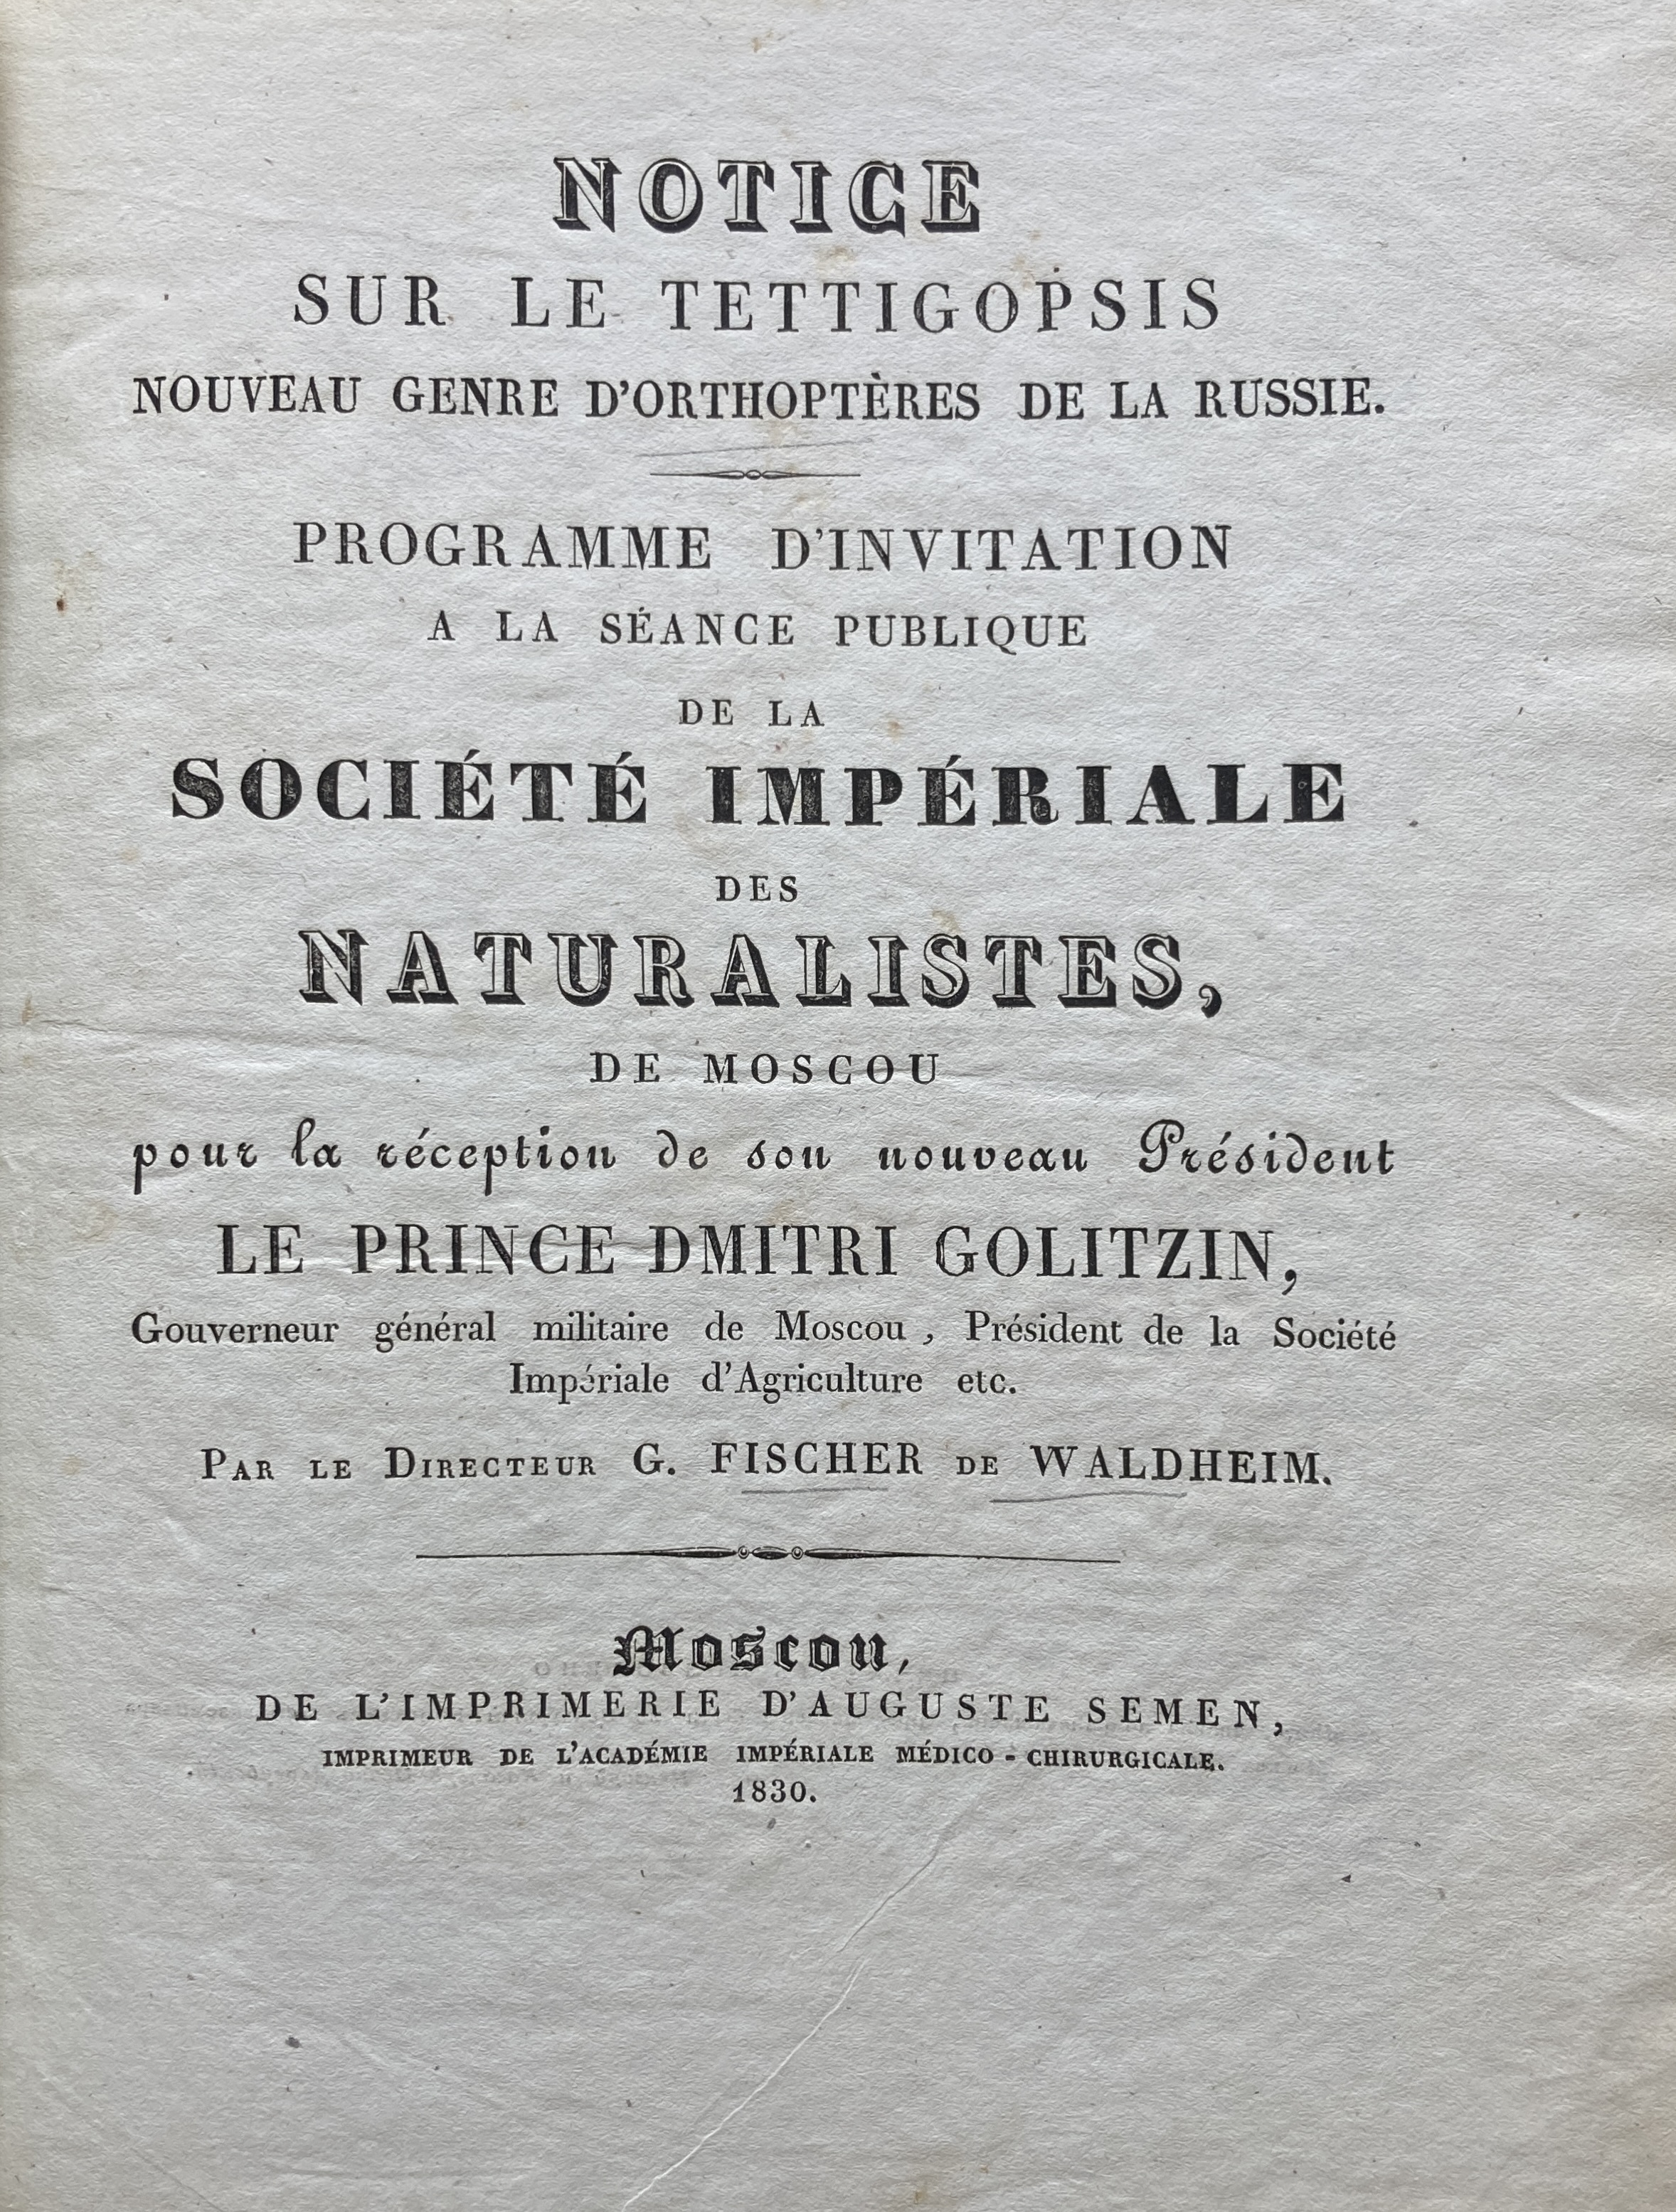 NOTICE
SUR LE TETTIGOPSIS
NOUVEAU GENRE D'ORTHOPTÈRES DE LA RUSSIE.
PROGRAMME D'INVITATION
A LA SÉANCE PUBLIQUE
DE LA
SOCIÉTÉ IMPÉRIALE
DES
NATURALISTES,
DE MOSCOU
pour la réception de son nouveau Président
LE PRINCE DMITRI GOLITZIN,
Gouverneur général militaire de Moscou, Président de la Société
Impériale d'Agriculture etc.
PAR LE DIRECTEUR G. FISCHER DE WALDHEIM.
Moscou,
DE L'IMPRIMERIE D'AUGUSTE SEMEN,
IMPRIMEUR DE L'ACADÉMIE IMPÉRIALE MÉDICO-CHIRURGICALE.
1830.